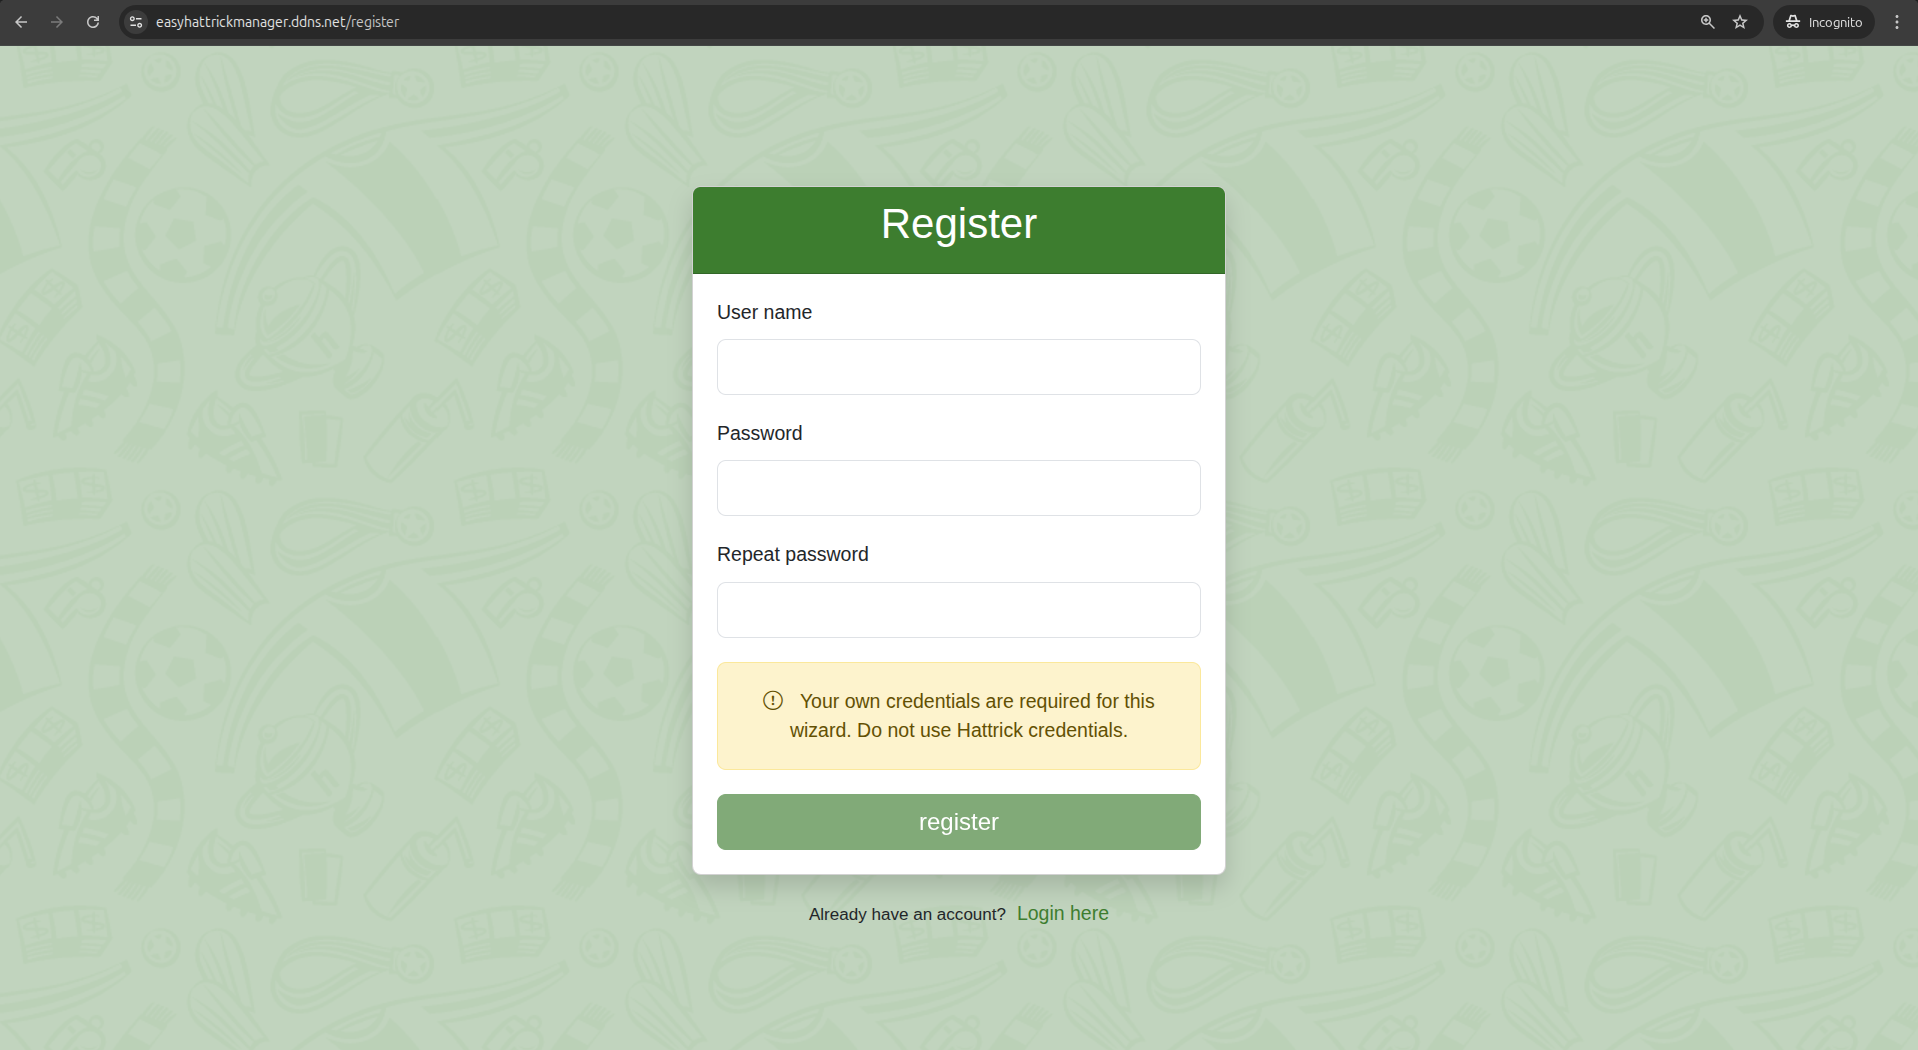 easyhattrickmanager.ddns.net/register
Incognito
Register
User name
Password
Repeat password
Your own credentials are required for this
wizard. Do not use Hattrick credentials.
register
Already have an account? Login here